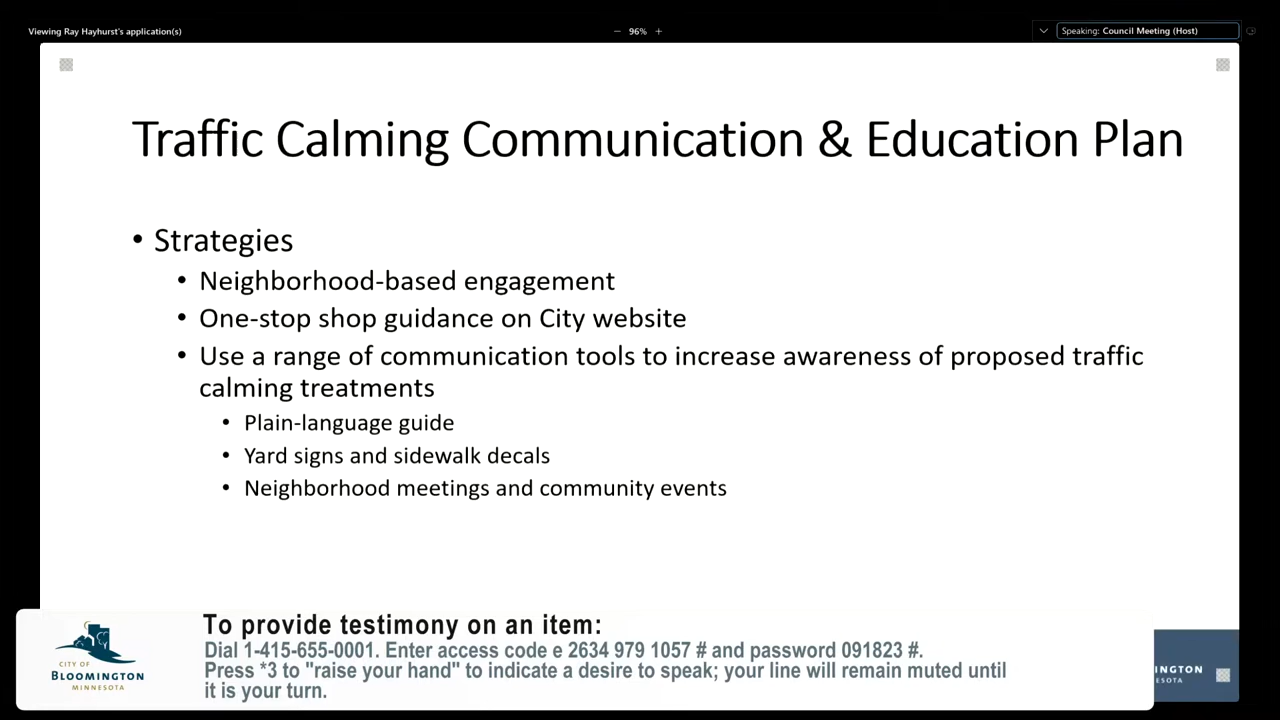 Viewing Ray Hayhurst's application(s)
− 96% +
Speaking: Council Meeting (Host)
Traffic Calming Communication & Education Plan
• Strategies
• Neighborhood-based engagement
• One-stop shop guidance on City website
• Use a range of communication tools to increase awareness of proposed traffic
calming treatments
• Plain-language guide
• Yard signs and sidewalk decals
• Neighborhood meetings and community events
To provide testimony on an item:
Dial 1-415-655-0001. Enter access code e 2634 979 1057 # and password 091823 #.
Press *3 to "raise your hand" to indicate a desire to speak; your line will remain muted until
it is your turn.
CITY OF
BLOOMINGTON
MINNESOTA
INGTON
ESOTA